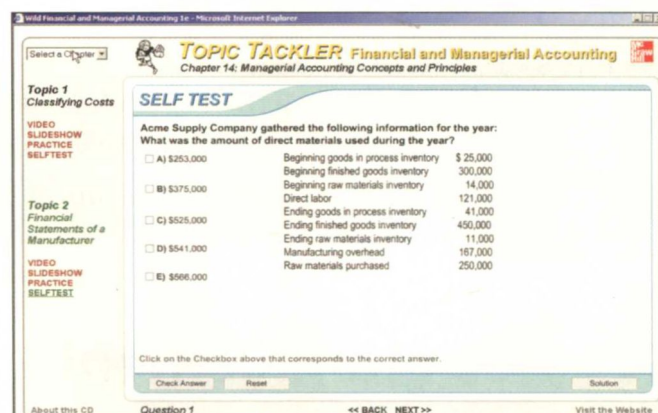 Wild Financial and Managerial Accounting 1e - Microsoft Internet Explorer
Select a Chapter
TOPIC TACKLER Financial and Managerial Accounting
Chapter 14: Managerial Accounting Concepts and Principles
Topic 1
Classifying Costs
VIDEO
SLIDESHOW
PRACTICE
SELFTEST
Topic 2
Financial
Statements of a
Manufacturer
VIDEO
SLIDESHOW
PRACTICE
SELFTEST
SELF TEST
Acme Supply Company gathered the following information for the year:
What was the amount of direct materials used during the year?
A) $253,000
B) $375,000
C) $525,000
D) $541,000
E) $566,000
Beginning goods in process inventory $ 25,000
Beginning finished goods inventory 300,000
Beginning raw materials inventory 14,000
Direct labor 121,000
Ending goods in process inventory 41,000
Ending finished goods inventory 450,000
Ending raw materials inventory 11,000
Manufacturing overhead 167,000
Raw materials purchased 250,000
Click on the Checkbox above that corresponds to the correct answer.
Check Answer Reset Solution
About this CD Question 1 << BACK NEXT >> Visit the Website